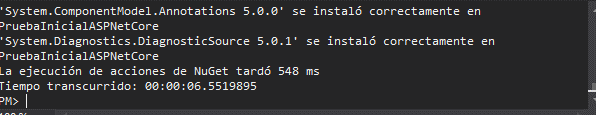 'System.ComponentModel.Annotations 5.0.0' se instaló correctamente en
PruebaInicialASPNetCore
'System.Diagnostics.DiagnosticSource 5.0.1' se instaló correctamente en
PruebaInicialASPNetCore
La ejecución de acciones de NuGet tardó 548 ms
Tiempo transcurrido: 00:00:06.5519895
PM>